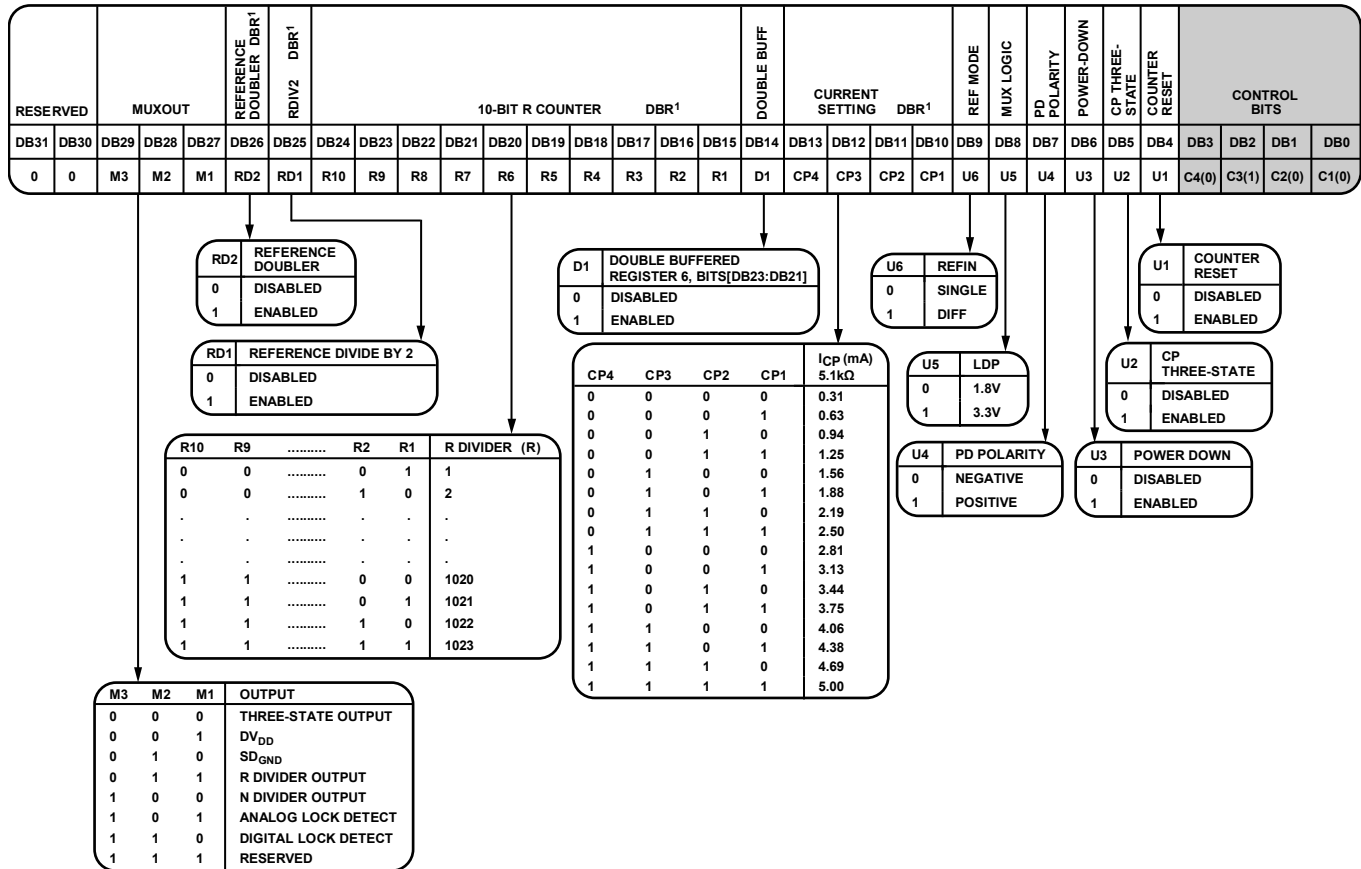 RESERVED MUXOUT REFERENCE DOUBLER DBR1 RDIV2 DBR1 10-BIT R COUNTER DBR1 DOUBLE BUFF CURRENT SETTING DBR1 REF MODE MUX LOGIC PD POLARITY POWER-DOWN CP THREE-STATE COUNTER RESET CONTROL BITS
DB31 DB30 DB29 DB28 DB27 DB26 DB25 DB24 DB23 DB22 DB21 DB20 DB19 DB18 DB17 DB16 DB15 DB14 DB13 DB12 DB11 DB10 DB9 DB8 DB7 DB6 DB5 DB4 DB3 DB2 DB1 DB0
0 0 M3 M2 M1 RD2 RD1 R10 R9 R8 R7 R6 R5 R4 R3 R2 R1 D1 CP4 CP3 CP2 CP1 U6 U5 U4 U3 U2 U1 C4(0) C3(1) C2(0) C1(0)
RD2 REFERENCE DOUBLER
0 DISABLED
1 ENABLED
RD1 REFERENCE DIVIDE BY 2
0 DISABLED
1 ENABLED
R10 R9 .......... R2 R1 R DIVIDER (R)
0 0 .......... 0 1 1
0 0 .......... 1 0 2
. . .......... . . .
. . .......... . . .
. . .......... . . .
1 1 .......... 0 0 1020
1 1 .......... 0 1 1021
1 1 .......... 1 0 1022
1 1 .......... 1 1 1023
M3 M2 M1 OUTPUT
0 0 0 THREE-STATE OUTPUT
0 0 1 DVDD
0 1 0 SDGND
0 1 1 R DIVIDER OUTPUT
1 0 0 N DIVIDER OUTPUT
1 0 1 ANALOG LOCK DETECT
1 1 0 DIGITAL LOCK DETECT
1 1 1 RESERVED
D1 DOUBLE BUFFERED
REGISTER 6, BITS[DB23:DB21]
0 DISABLED
1 ENABLED
CP4 CP3 CP2 CP1 ICP (mA)
5.1kΩ
0 0 0 0 0.31
0 0 0 1 0.63
0 0 1 0 0.94
0 0 1 1 1.25
0 1 0 0 1.56
0 1 0 1 1.88
0 1 1 0 2.19
0 1 1 1 2.50
1 0 0 0 2.81
1 0 0 1 3.13
1 0 1 0 3.44
1 0 1 1 3.75
1 1 0 0 4.06
1 1 0 1 4.38
1 1 1 0 4.69
1 1 1 1 5.00
U6 REFIN
0 SINGLE
1 DIFF
U5 LDP
0 1.8V
1 3.3V
U4 PD POLARITY
0 NEGATIVE
1 POSITIVE
U1 COUNTER RESET
0 DISABLED
1 ENABLED
U2 CP THREE-STATE
0 DISABLED
1 ENABLED
U3 POWER DOWN
0 DISABLED
1 ENABLED